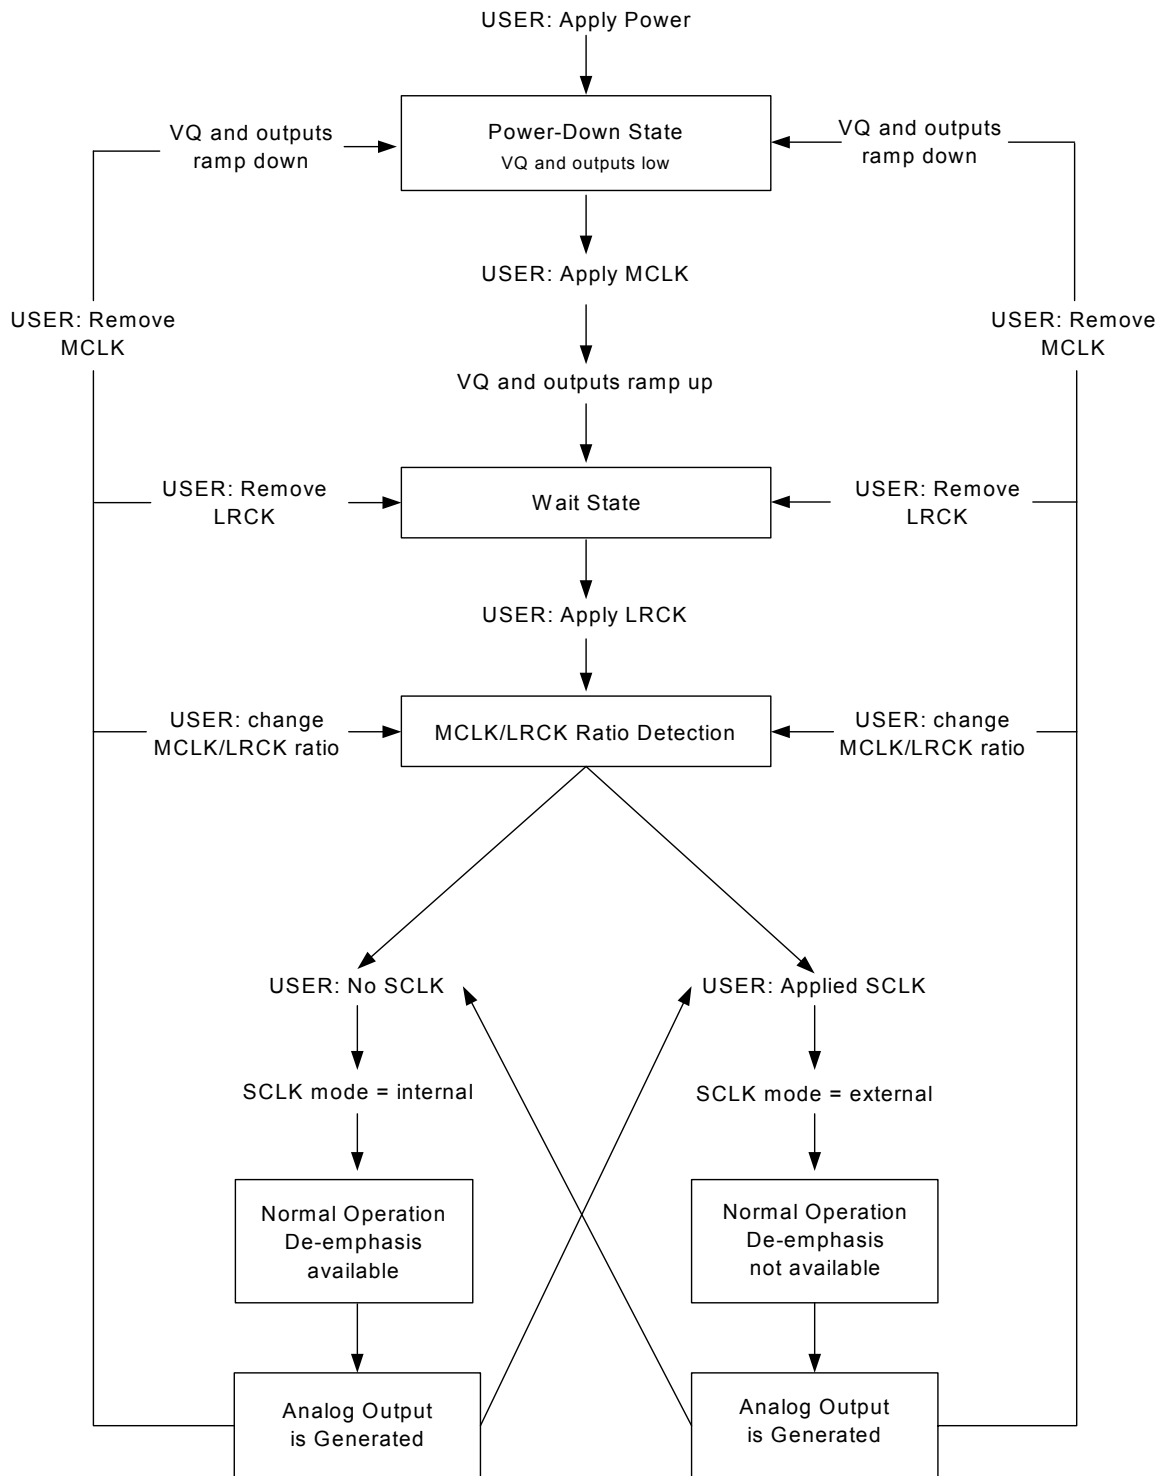 USER: Apply Power
VQ and outputs
ramp down
Power-Down State
VQ and outputs low
VQ and outputs
ramp down
USER: Apply MCLK
USER: Remove
MCLK
USER: Remove
MCLK
VQ and outputs ramp up
USER: Remove
LRCK
Wait State
USER: Remove
LRCK
USER: Apply LRCK
USER: change
MCLK/LRCK ratio
MCLK/LRCK Ratio Detection
USER: change
MCLK/LRCK ratio
USER: No SCLK
USER: Applied SCLK
SCLK mode = internal
SCLK mode = external
Normal Operation
De-emphasis
available
Normal Operation
De-emphasis
not available
Analog Output
is Generated
Analog Output
is Generated